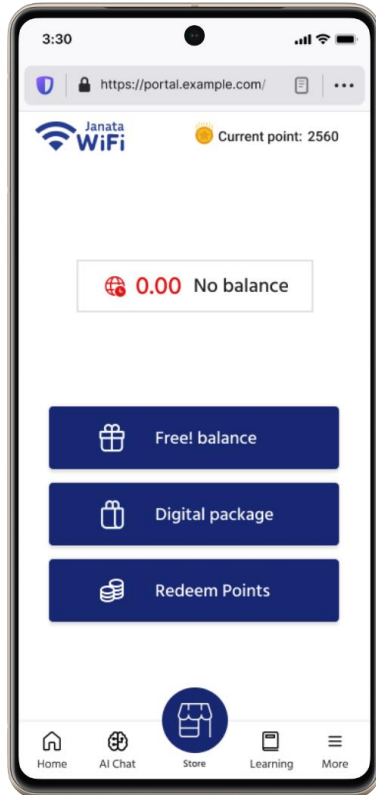 3:30
https://portal.example.com/
Janata
WiFi
Current point: 2560
0.00 No balance
Free! balance
Digital package
Redeem Points
Home
AI Chat
Store
Learning
More